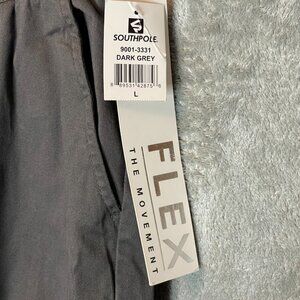 SOUTHPOLE
9001-3331
DARK GREY
L
FLEX
THE MOVEMENT